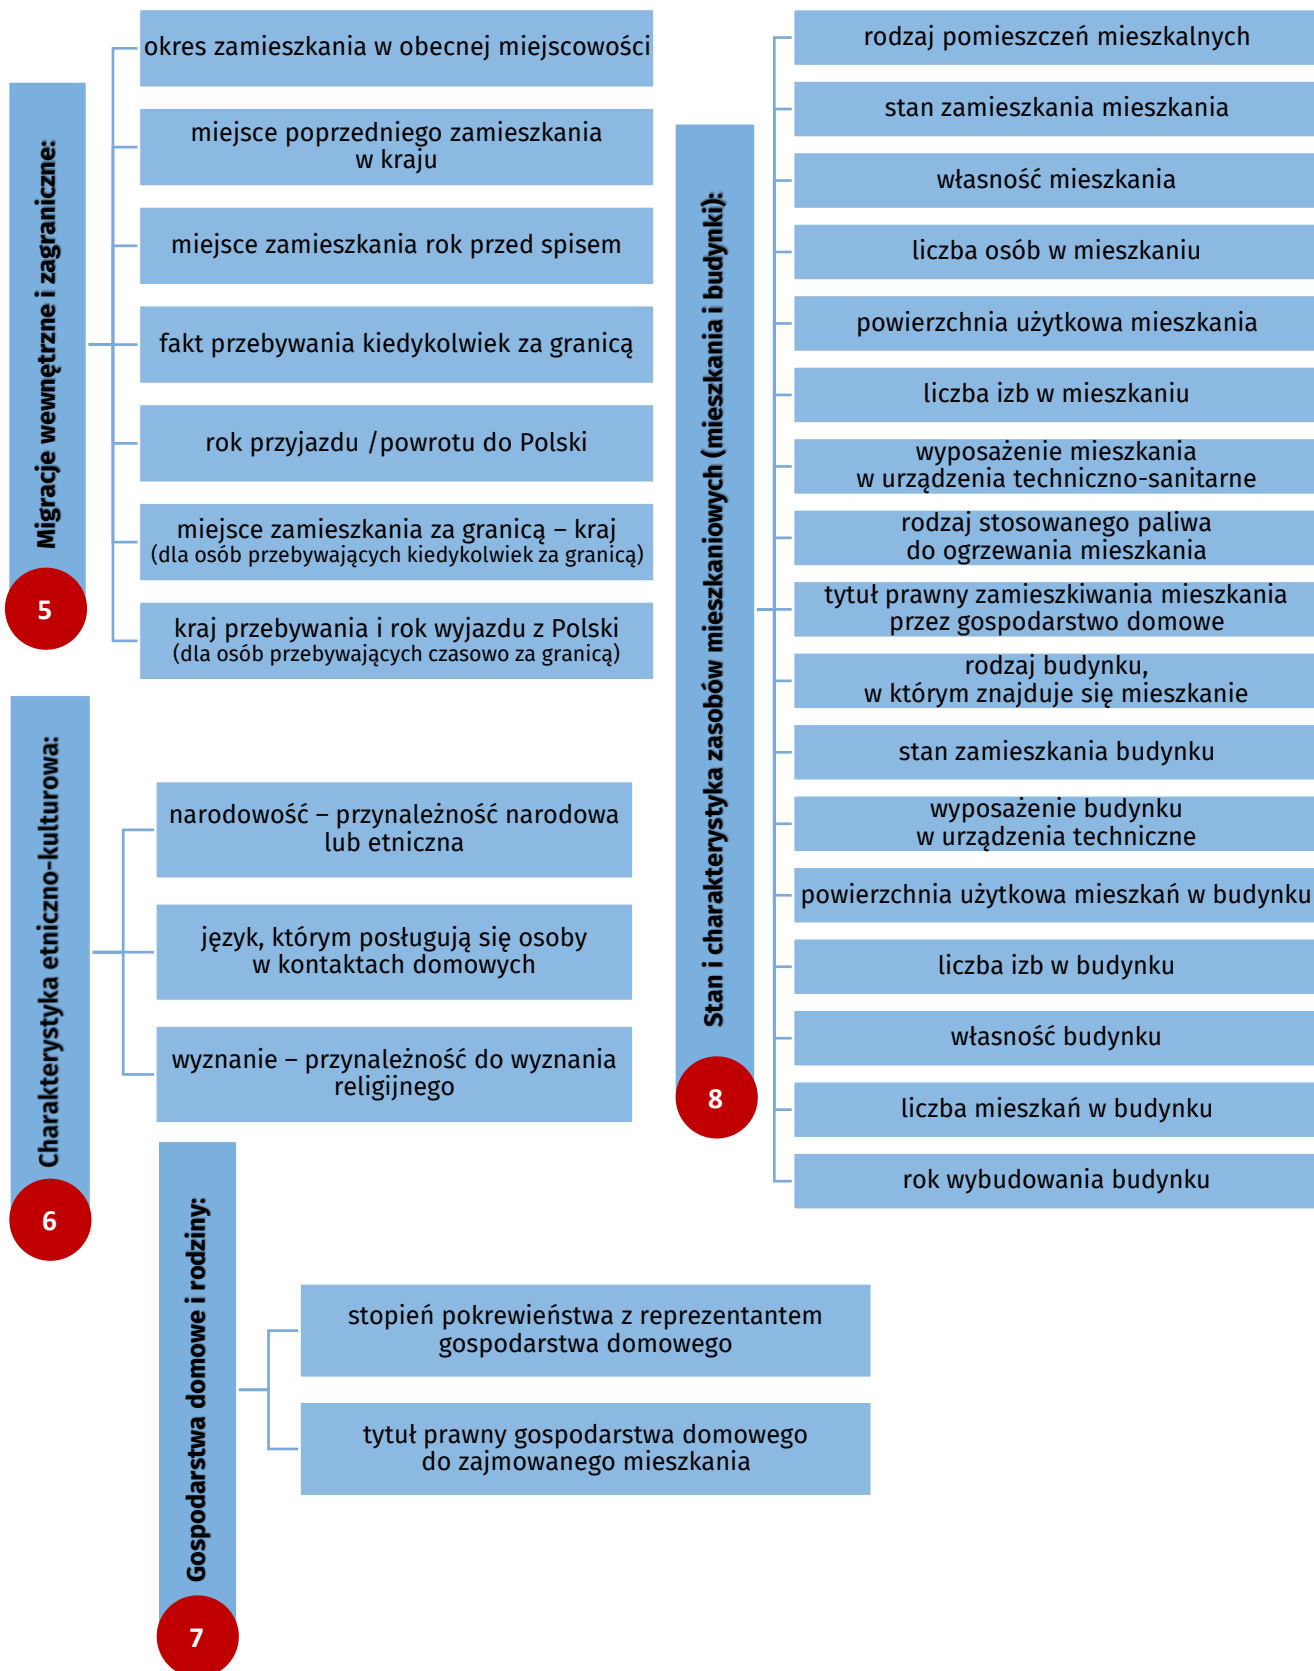 Migracje wewnętrzne i zagraniczne:
5
okres zamieszkania w obecnej miejscowości
miejsce poprzedniego zamieszkania
w kraju
miejsce zamieszkania rok przed spisem
fakt przebywania kiedykolwiek za granicą
rok przyjazdu /powrotu do Polski
miejsce zamieszkania za granicą – kraj
(dla osób przebywających kiedykolwiek za granicą)
kraj przebywania i rok wyjazdu z Polski
(dla osób przebywających czasowo za granicą)
Charakterystyka etniczno-kulturowa:
6
narodowość – przynależność narodowa
lub etniczna
język, którym posługują się osoby
w kontaktach domowych
wyznanie – przynależność do wyznania
religijnego
Gospodarstwa domowe i rodziny:
7
stopień pokrewieństwa z reprezentantem
gospodarstwa domowego
tytuł prawny gospodarstwa domowego
do zajmowanego mieszkania
Stan i charakterystyka zasobów mieszkaniowych (mieszkania i budynki):
8
rodzaj pomieszczeń mieszkalnych
stan zamieszkania mieszkania
własność mieszkania
liczba osób w mieszkaniu
powierzchnia użytkowa mieszkania
liczba izb w mieszkaniu
wyposażenie mieszkania
w urządzenia techniczno-sanitarne
rodzaj stosowanego paliwa
do ogrzewania mieszkania
tytuł prawny zamieszkiwania mieszkania
przez gospodarstwo domowe
rodzaj budynku,
w którym znajduje się mieszkanie
stan zamieszkania budynku
wyposażenie budynku
w urządzenia techniczne
powierzchnia użytkowa mieszkań w budynku
liczba izb w budynku
własność budynku
liczba mieszkań w budynku
rok wybudowania budynku